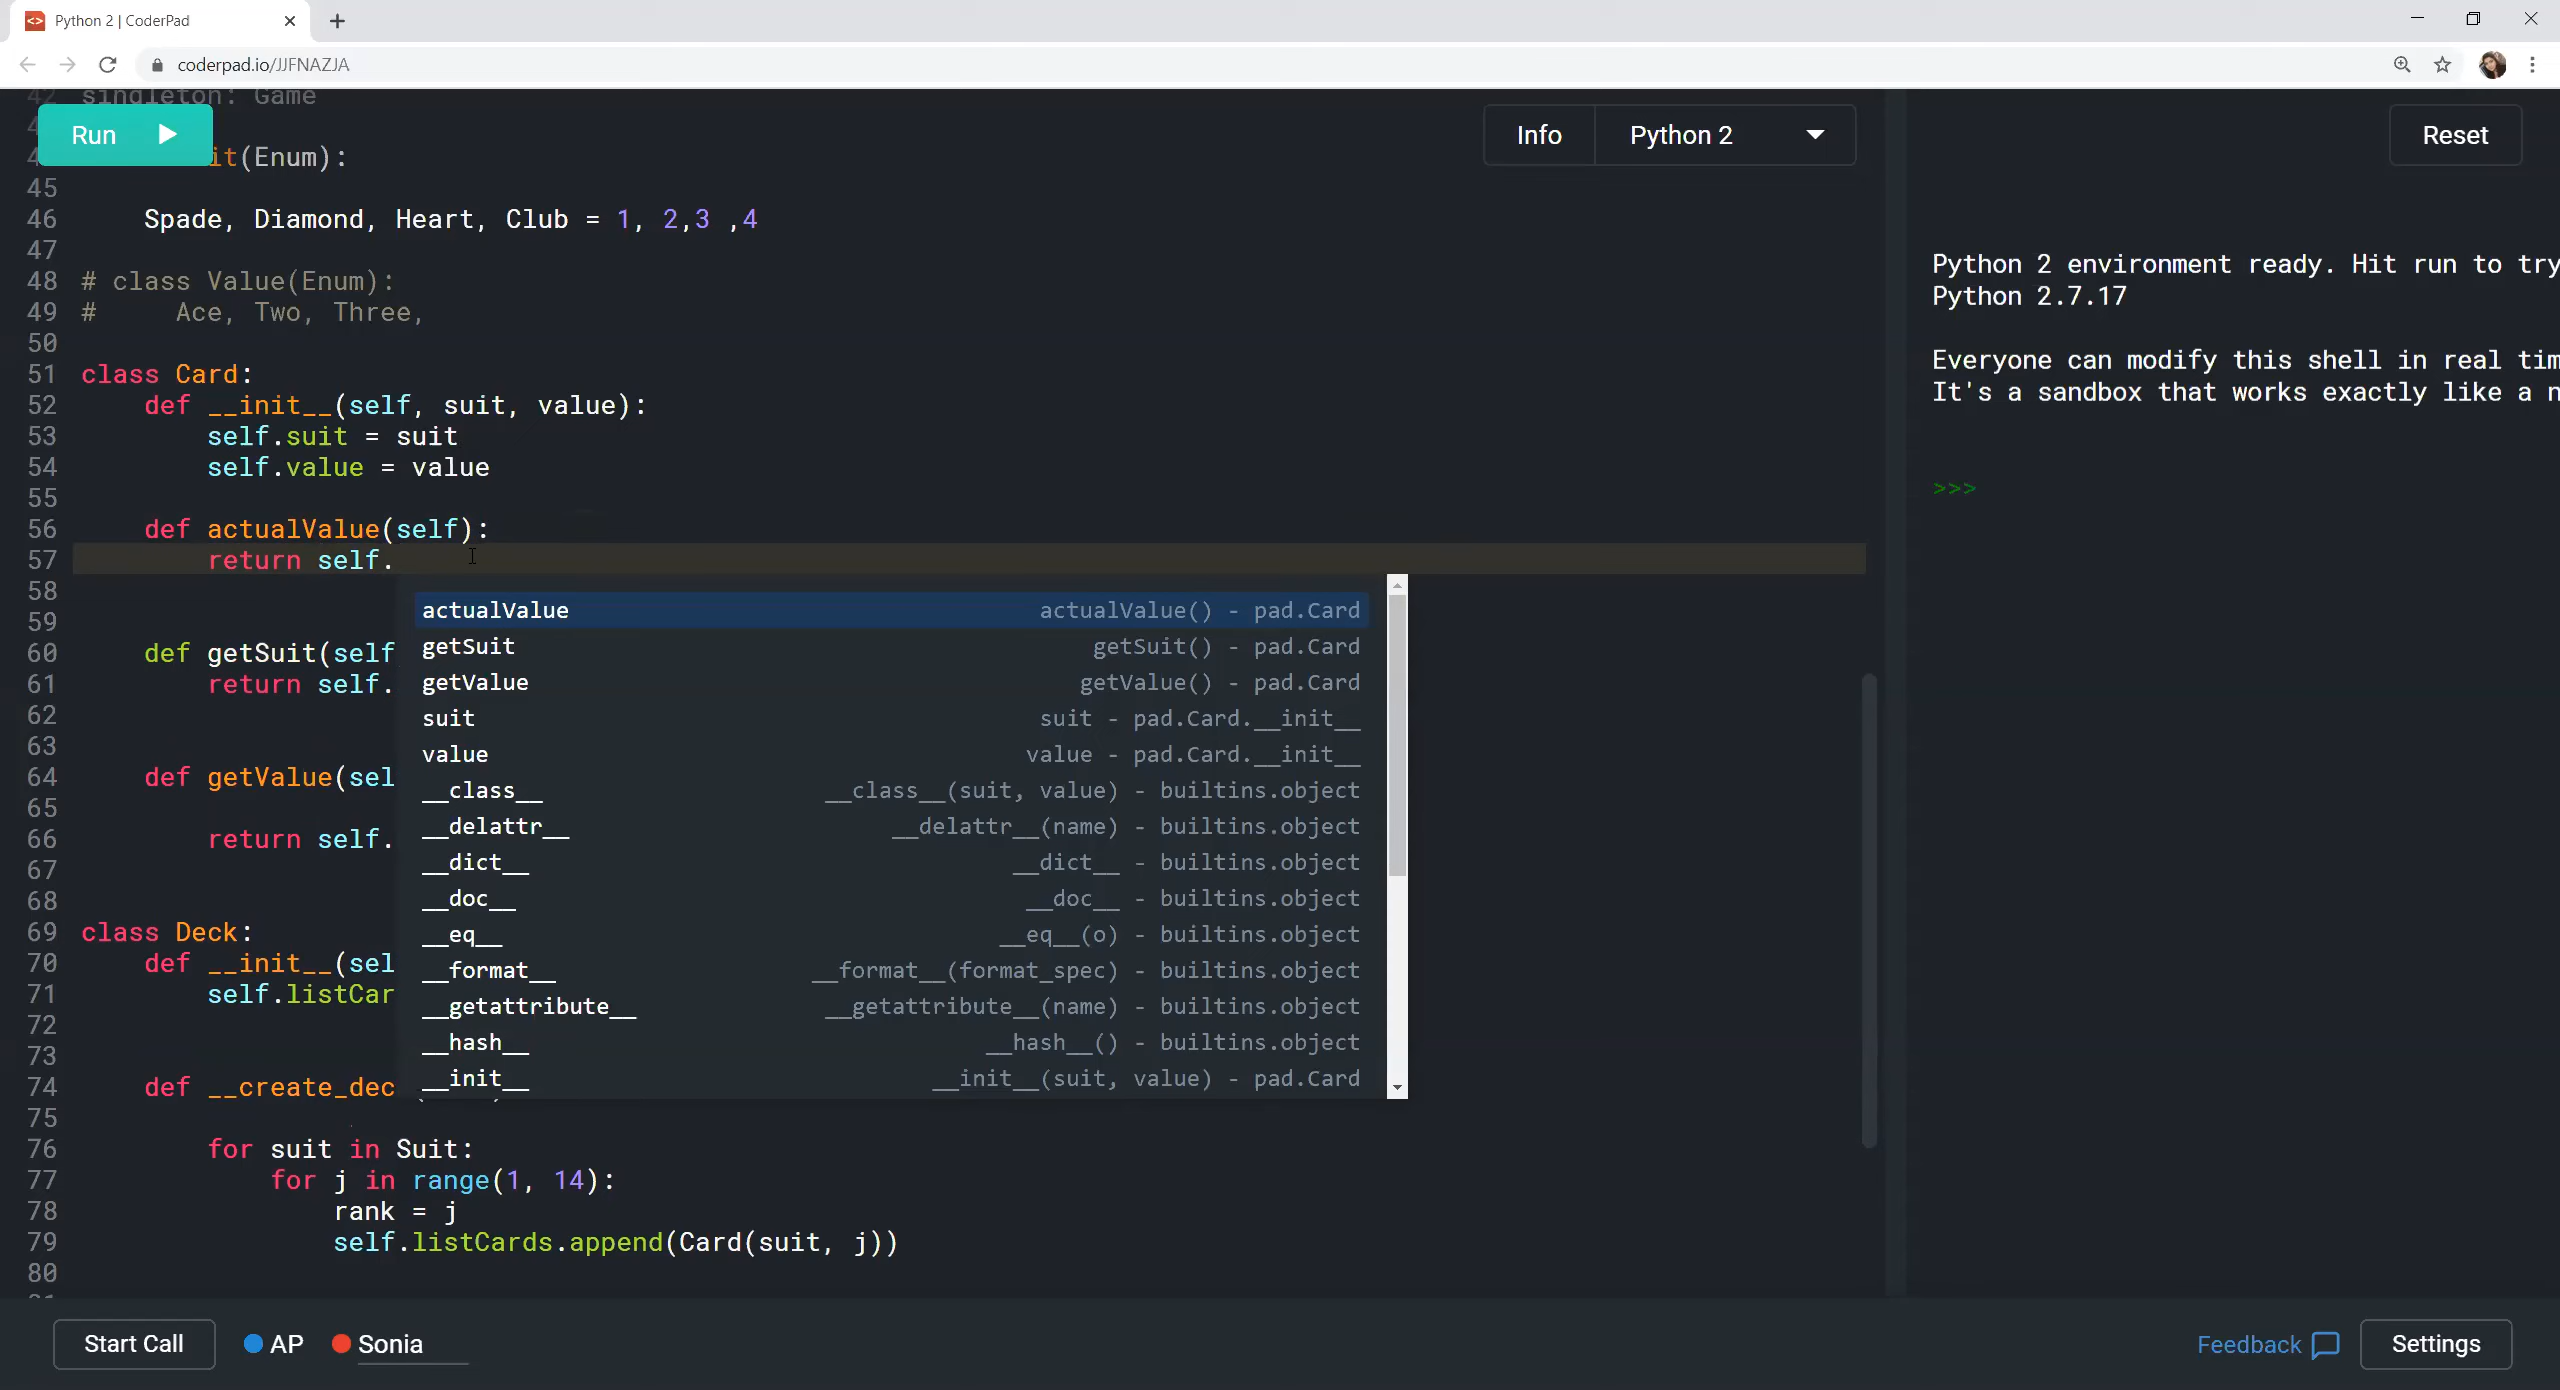 Python 2 | CoderPad
coderpad.io/JJFNAZJA
42 singleton: Game
Run
Info
Python 2
Reset
it(Enum):
45
46 Spade, Diamond, Heart, Club = 1, 2,3 ,4
47
48 # class Value(Enum):
49 # Ace, Two, Three,
50
51 class Card:
52 def __init__(self, suit, value):
53 self.suit = suit
54 self.value = value
55
56 def actualValue(self):
57 return self.
58
59
60 def getSuit(self
61 return self.
62
63
64 def getValue(sel
65
66 return self.
67
68
69 class Deck:
70 def __init__(sel
71 self.listCar
72
73
74 def __create_dec
75
76 for suit in Suit:
77 for j in range(1, 14):
78 rank = j
79 self.listCards.append(Card(suit, j))
80
actualValue actualValue() - pad.Card
getSuit getSuit() - pad.Card
getValue getValue() - pad.Card
suit suit - pad.Card.__init__
value value - pad.Card.__init__
__class__ __class__(suit, value) - builtins.object
__delattr__ __delattr__(name) - builtins.object
__dict__ __dict__ - builtins.object
__doc__ __doc__ - builtins.object
__eq__ __eq__(o) - builtins.object
__format__ __format__(format_spec) - builtins.object
__getattribute__ __getattribute__(name) - builtins.object
__hash__ __hash__() - builtins.object
__init__ __init__(suit, value) - pad.Card
Python 2 environment ready. Hit run to try
Python 2.7.17
Everyone can modify this shell in real tim
It's a sandbox that works exactly like a n
>>>
Start Call
AP
Sonia
Feedback
Settings